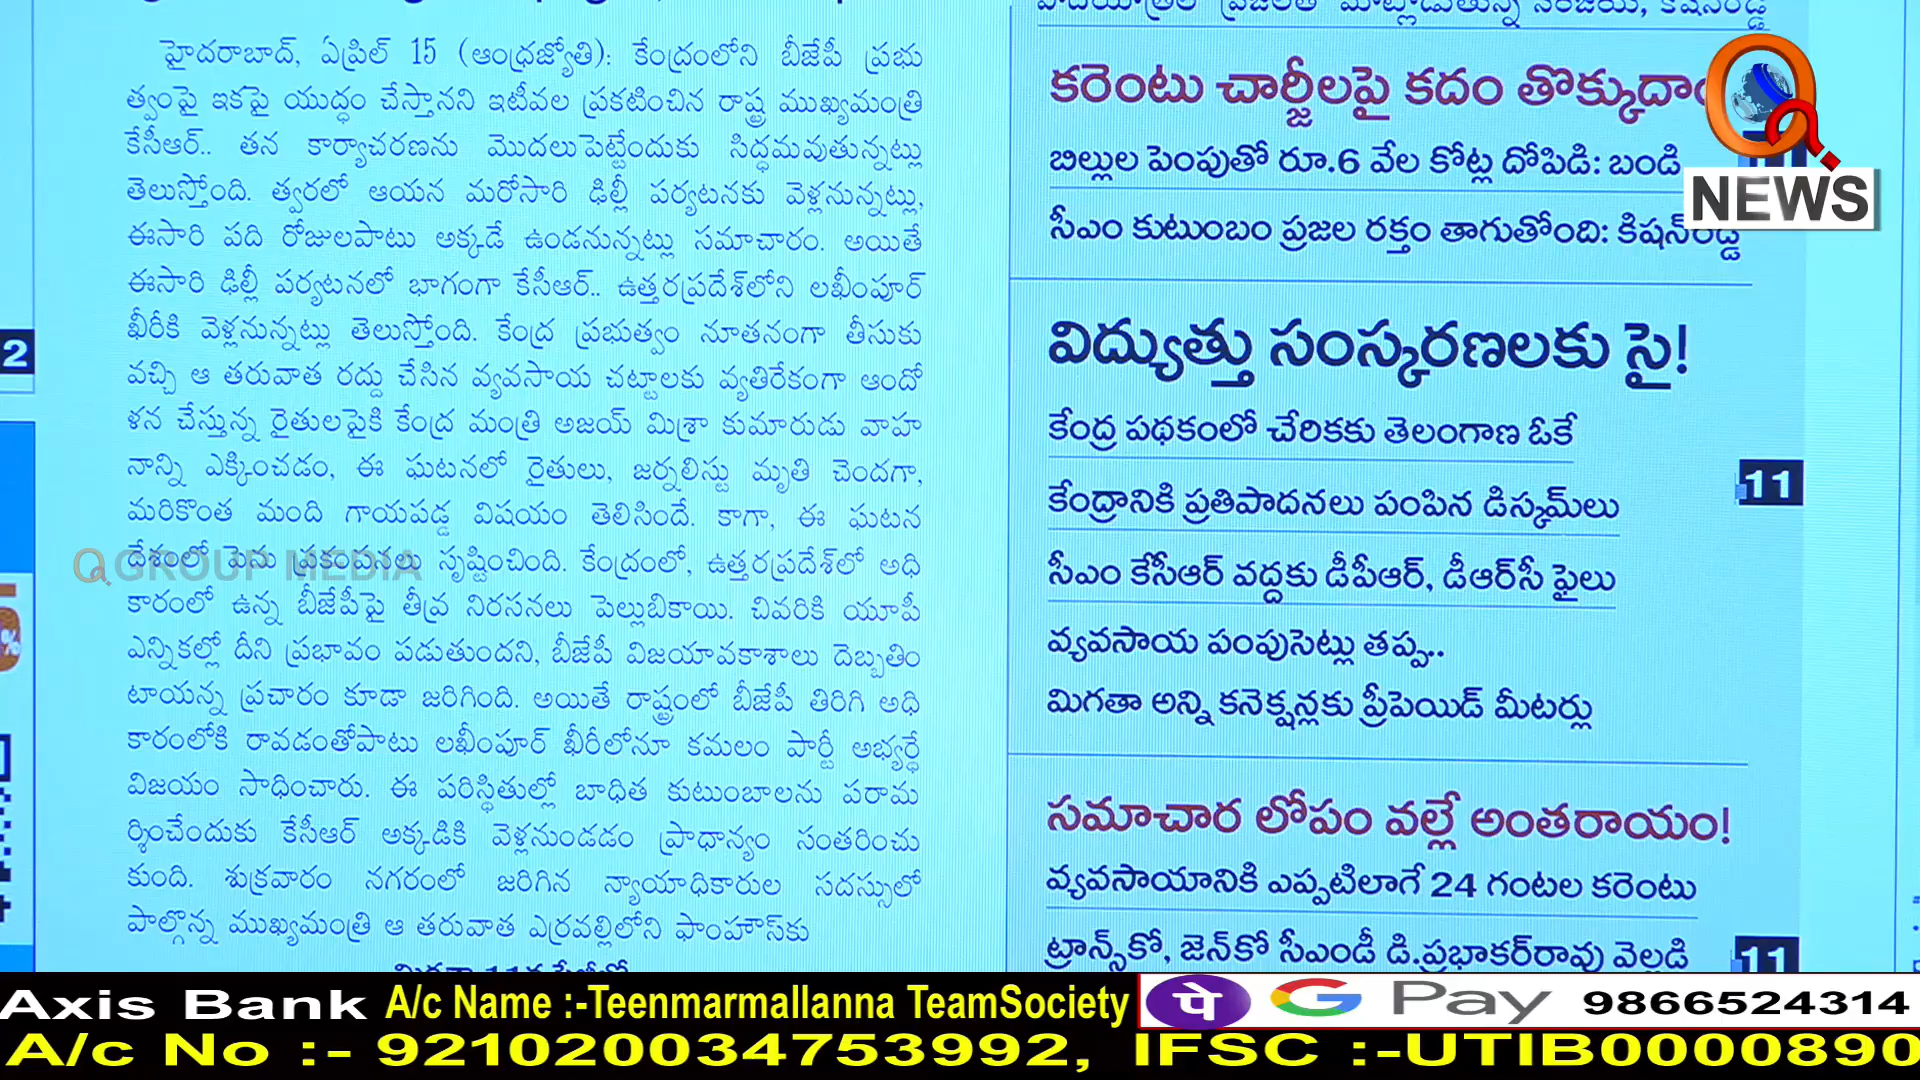 హైదరాబాద్, ఏప్రిల్ 15 (ఆంధ్రజ్యోతి): కేంద్రంలోని బీజేపీ ప్రభు
త్వంపై ఇకపై యుద్ధం చేస్తానని ఇటీవల ప్రకటించిన రాష్ట్ర ముఖ్యమంత్రి
కేసీఆర్.. తన కార్యాచరణను మొదలుపెట్టేందుకు సిద్ధమవుతున్నట్లు
తెలుస్తోంది. త్వరలో ఆయన మరోసారి ఢిల్లీ పర్యటనకు వెళ్లనున్నట్లు,
ఈసారి పది రోజులపాటు అక్కడే ఉండనున్నట్లు సమాచారం. అయితే
ఈసారి ఢిల్లీ పర్యటనలో భాగంగా కేసీఆర్.. ఉత్తరప్రదేశ్‌లోని లఖీంపూర్
ఖీరీకి వెళ్లనున్నట్లు తెలుస్తోంది. కేంద్ర ప్రభుత్వం నూతనంగా తీసుకు
వచ్చి ఆ తరువాత రద్దు చేసిన వ్యవసాయ చట్టాలకు వ్యతిరేకంగా ఆందో
ళన చేస్తున్న రైతులపైకి కేంద్ర మంత్రి అజయ్ మిశ్రా కుమారుడు వాహ
నాన్ని ఎక్కించడం, ఈ ఘటనలో రైతులు, జర్నలిస్టు మృతి చెందగా,
మరికొంత మంది గాయపడ్డ విషయం తెలిసిందే. కాగా, ఈ ఘటన
దేశంలో పెను ప్రకంపనలు సృష్టించింది. కేంద్రంలో, ఉత్తరప్రదేశ్‌లో అధి
కారంలో ఉన్న బీజేపీపై తీవ్ర నిరసనలు పెల్లుబికాయి. చివరికి యూపీ
ఎన్నికల్లో దీని ప్రభావం పడుతుందని, బీజేపీ విజయావకాశాలు దెబ్బతిం
టాయన్న ప్రచారం కూడా జరిగింది. అయితే రాష్ట్రంలో బీజేపీ తిరిగి అధి
కారంలోకి రావడంతోపాటు లఖీంపూర్ ఖీరీలోనూ కమలం పార్టీ అభ్యర్థే
విజయం సాధించారు. ఈ పరిస్థితుల్లో బాధిత కుటుంబాలను పరామ
ర్శించేందుకు కేసీఆర్ అక్కడికి వెళ్లనుండడం ప్రాధాన్యం సంతరించు
కుంది. శుక్రవారం నగరంలో జరిగిన న్యాయాధికారుల సదస్సులో
పాల్గొన్న ముఖ్యమంత్రి ఆ తరువాత ఎర్రవల్లిలోని ఫాంహౌస్‌కు
Q GROUP MEDIA
2
%
కరెంటు చార్జీలపై కదం తొక్కుదాం
బిల్లుల పెంపుతో రూ.6 వేల కోట్ల దోపిడి: బండి
సీఎం కుటుంబం ప్రజల రక్తం తాగుతోంది: కిషన్‌రెడ్డి
విద్యుత్తు సంస్కరణలకు సై!
కేంద్ర పథకంలో చేరికకు తెలంగాణ ఓకే
కేంద్రానికి ప్రతిపాదనలు పంపిన డిస్కమ్‌లు
11
సీఎం కేసీఆర్ వద్దకు డీపీఆర్, డీఆర్‌సీ ఫైలు
వ్యవసాయ పంపుసెట్లు తప్ప..
మిగతా అన్ని కనెక్షన్లకు ప్రీపెయిడ్ మీటర్లు
సమాచార లోపం వల్లే అంతరాయం!
వ్యవసాయానికి ఎప్పటిలాగే 24 గంటల కరెంటు
ట్రాన్స్‌కో, జెన్‌కో సీఎండీ డి.ప్రభాకర్‌రావు వెల్లడి
11
Q
NEWS
Axis Bank A/c Name :-Teenmarmallanna TeamSociety
पे G Pay 9866524314
A/c No :- 921020034753992, IFSC :-UTIB0000890